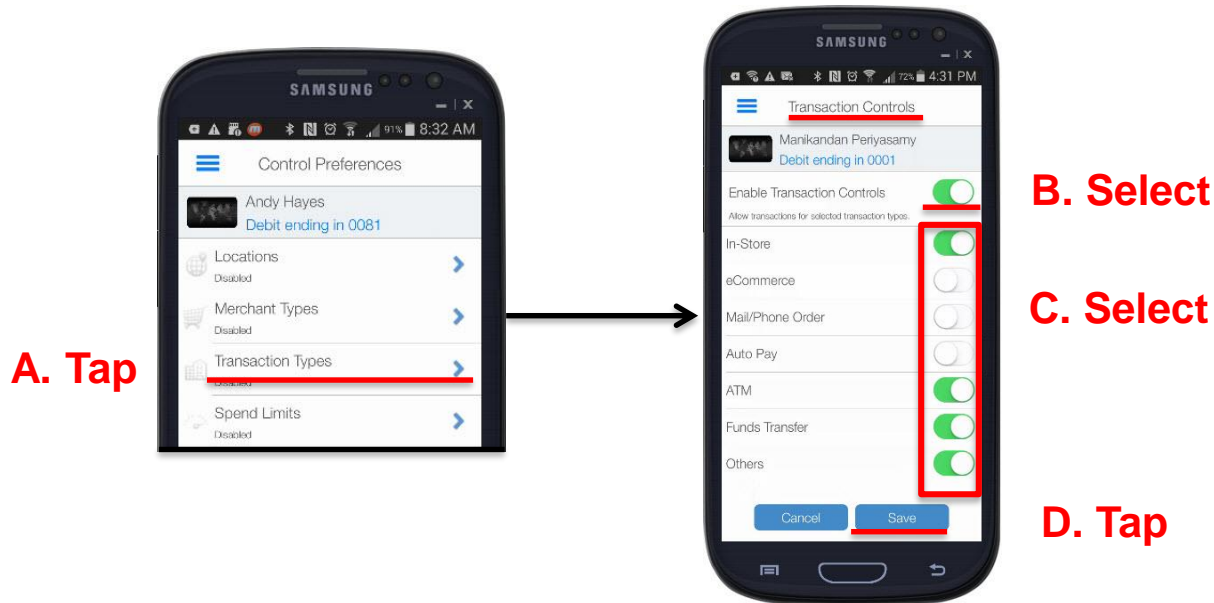 SAMSUNG
– | x
91% 8:32 AM
Control Preferences
Andy Hayes
Debit ending in 0081
Locations
Disabled
Merchant Types
Disabled
A. Tap
Transaction Types
Disabled
Spend Limits
Disabled
SAMSUNG
– | x
72% 4:31 PM
Transaction Controls
Manikandan Periyasamy
Debit ending in 0001
Enable Transaction Controls
B. Select
Allow transactions for selected transaction types.
In-Store
eCommerce
C. Select
Mail/Phone Order
Auto Pay
ATM
Funds Transfer
Others
Cancel
Save
D. Tap